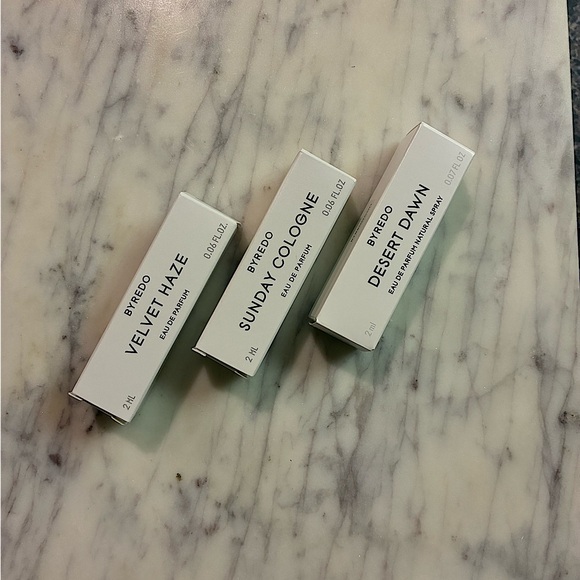 BYREDO
VELVET HAZE
EAU DE PARFUM
2 ML
0.06 FL.OZ.
BYREDO
SUNDAY COLOGNE
EAU DE PARFUM
2 ML
0.06 FL.OZ
BYREDO
DESERT DAWN
EAU DE PARFUM NATURAL SPRAY
2 ml
0.07 FL OZ